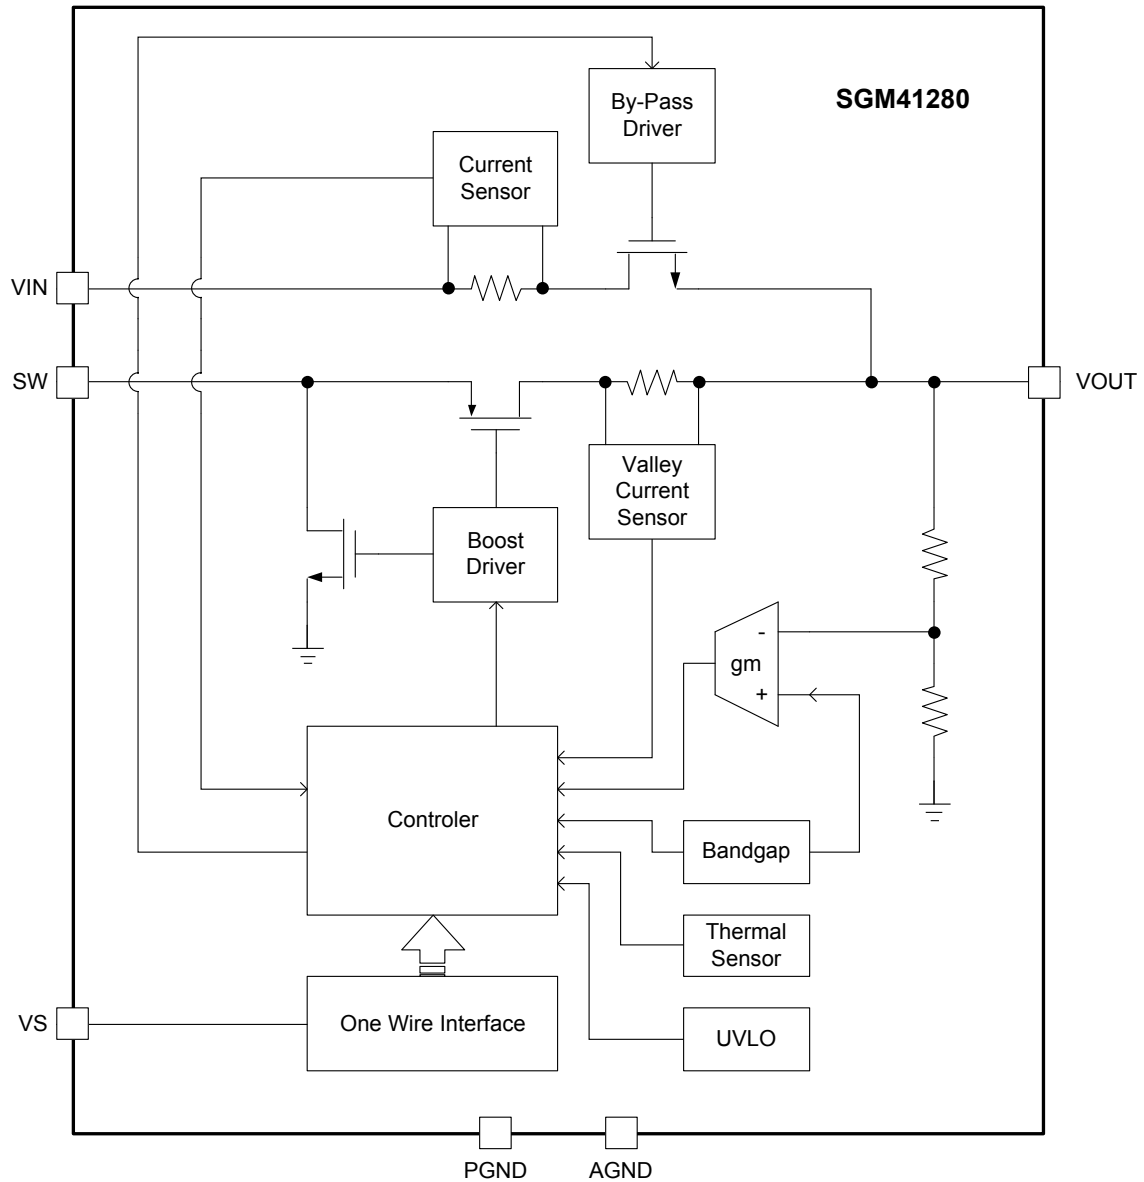 SGM41280
By-Pass
Driver
Current
Sensor
VIN
SW
VOUT
Valley
Current
Sensor
Boost
Driver
-
gm
+
Controler
Bandgap
Thermal
Sensor
VS
One Wire Interface
UVLO
PGND
AGND